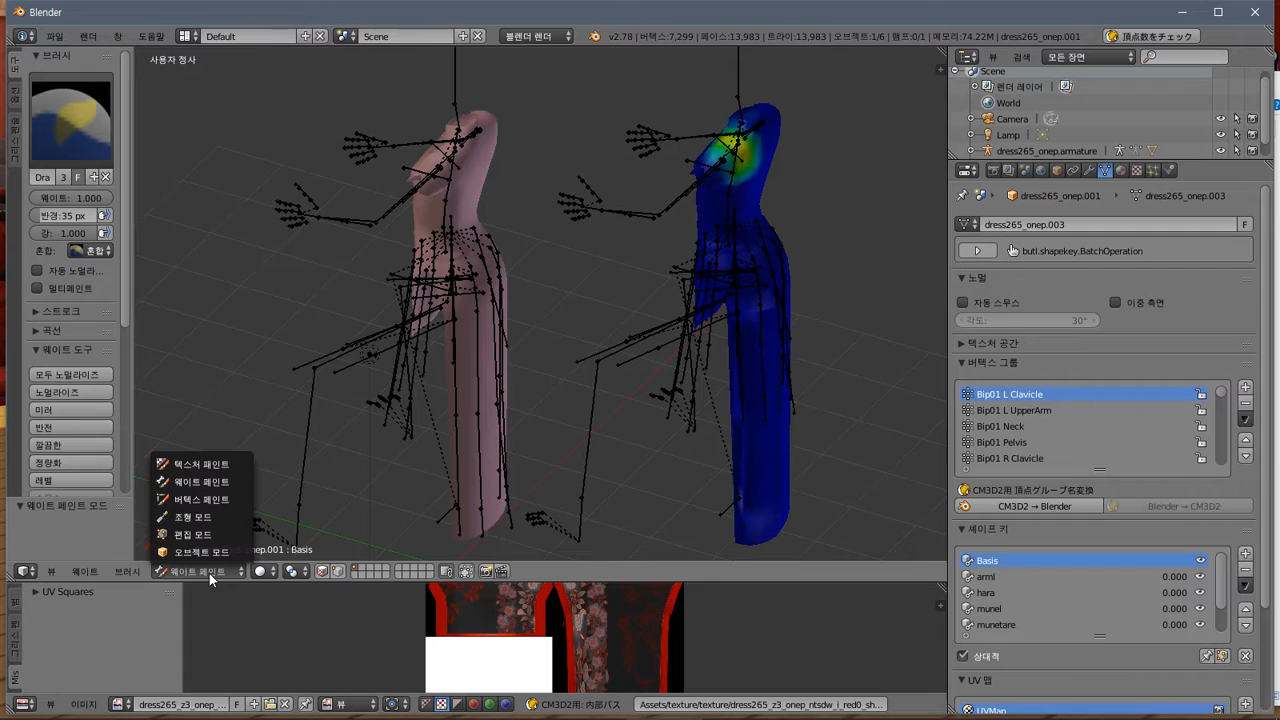 Blender
파일 렌더 창 도움말 Default Scene 블렌더 렌더 v2.78 | 버텍스:7,299 | 페이스:13,983 | 트라이:13,983 | 오브젝트:1/6 | 램프:0/1 | 메모리:74.22M | dress265_onep.001 頂点数をチェック
브러시
Dra 3 F
웨이트: 1.000
반경:35 px
강: 1.000
혼합: 혼합
자동 노멀라…
멀티페인트
스트로크
곡선
웨이트 도구
모두 노멀라이즈
노멀라이즈
미러
반전
깔끔한
정량화
레벨
웨이트 페인트 모드
사용자 정사
텍스처 페인트
웨이트 페인트
버텍스 페인트
조형 모드
편집 모드
오브젝트 모드
onep.001 : Basis
뷰 웨이트 브러시 웨이트 페인트
UV Squares
Mis
뷰 이미지 dress265_z3_onep_... F 뷰 CM3D2用: 内部パス Assets/texture/texture/dress265_z3_onep_ntsdw_i_red0_sh...
뷰 검색 모든 장면
Scene
렌더 레이어
World
Camera
Lamp
dress265_onep.armature
dress265_onep.001 dress265_onep.003
dress265_onep.003 F
butl.shapekey.BatchOperation
노멀
자동 스무스 이중 측면
각도: 30°
텍스처 공간
버텍스 그룹
Bip01 L Clavicle
Bip01 L UpperArm
Bip01 Neck
Bip01 Pelvis
Bip01 R Clavicle
CM3D2用 頂点グループ名変換
CM3D2 → Blender Blender → CM3D2
셰이프 키
Basis
arml 0.000
hara 0.000
munel 0.000
munetare 0.000
상대적
UV 맵
UVMap